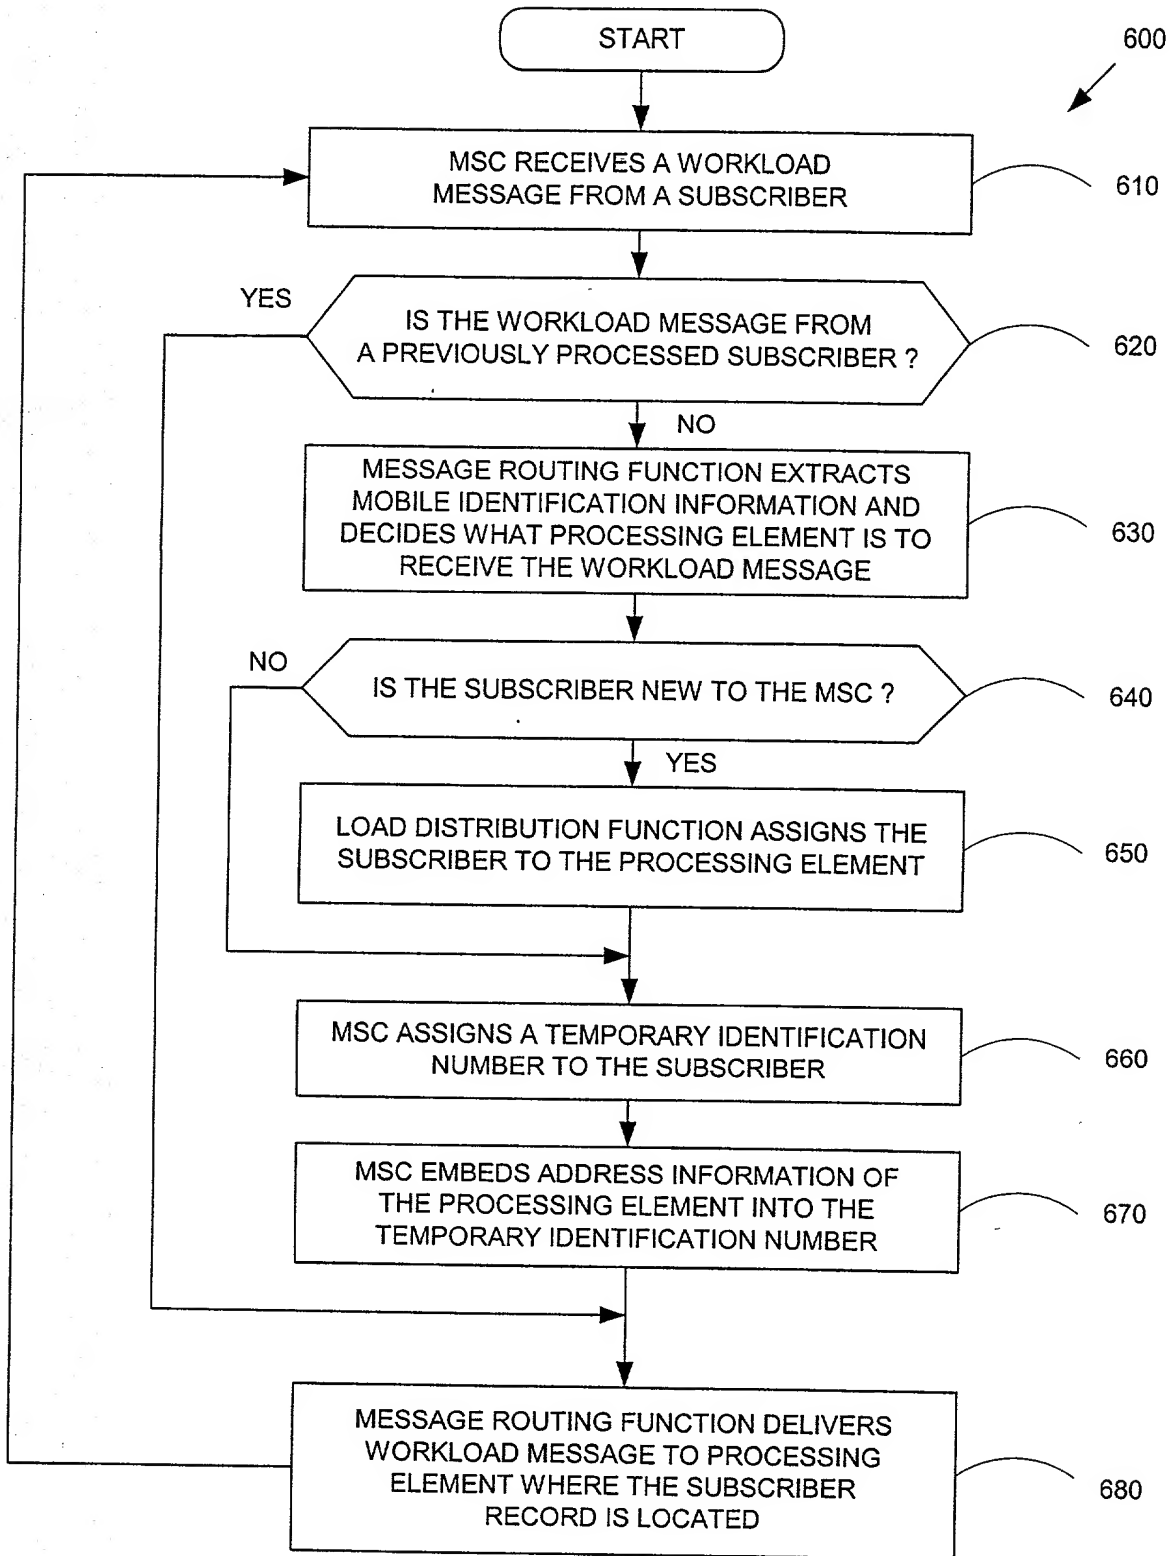 START
600
MSC RECEIVES A WORKLOAD
MESSAGE FROM A SUBSCRIBER
610
YES
IS THE WORKLOAD MESSAGE FROM
A PREVIOUSLY PROCESSED SUBSCRIBER ?
620
NO
MESSAGE ROUTING FUNCTION EXTRACTS
MOBILE IDENTIFICATION INFORMATION AND
DECIDES WHAT PROCESSING ELEMENT IS TO
RECEIVE THE WORKLOAD MESSAGE
630
NO
IS THE SUBSCRIBER NEW TO THE MSC ?
640
YES
LOAD DISTRIBUTION FUNCTION ASSIGNS THE
SUBSCRIBER TO THE PROCESSING ELEMENT
650
MSC ASSIGNS A TEMPORARY IDENTIFICATION
NUMBER TO THE SUBSCRIBER
660
MSC EMBEDS ADDRESS INFORMATION OF
THE PROCESSING ELEMENT INTO THE
TEMPORARY IDENTIFICATION NUMBER
670
MESSAGE ROUTING FUNCTION DELIVERS
WORKLOAD MESSAGE TO PROCESSING
ELEMENT WHERE THE SUBSCRIBER
RECORD IS LOCATED
680